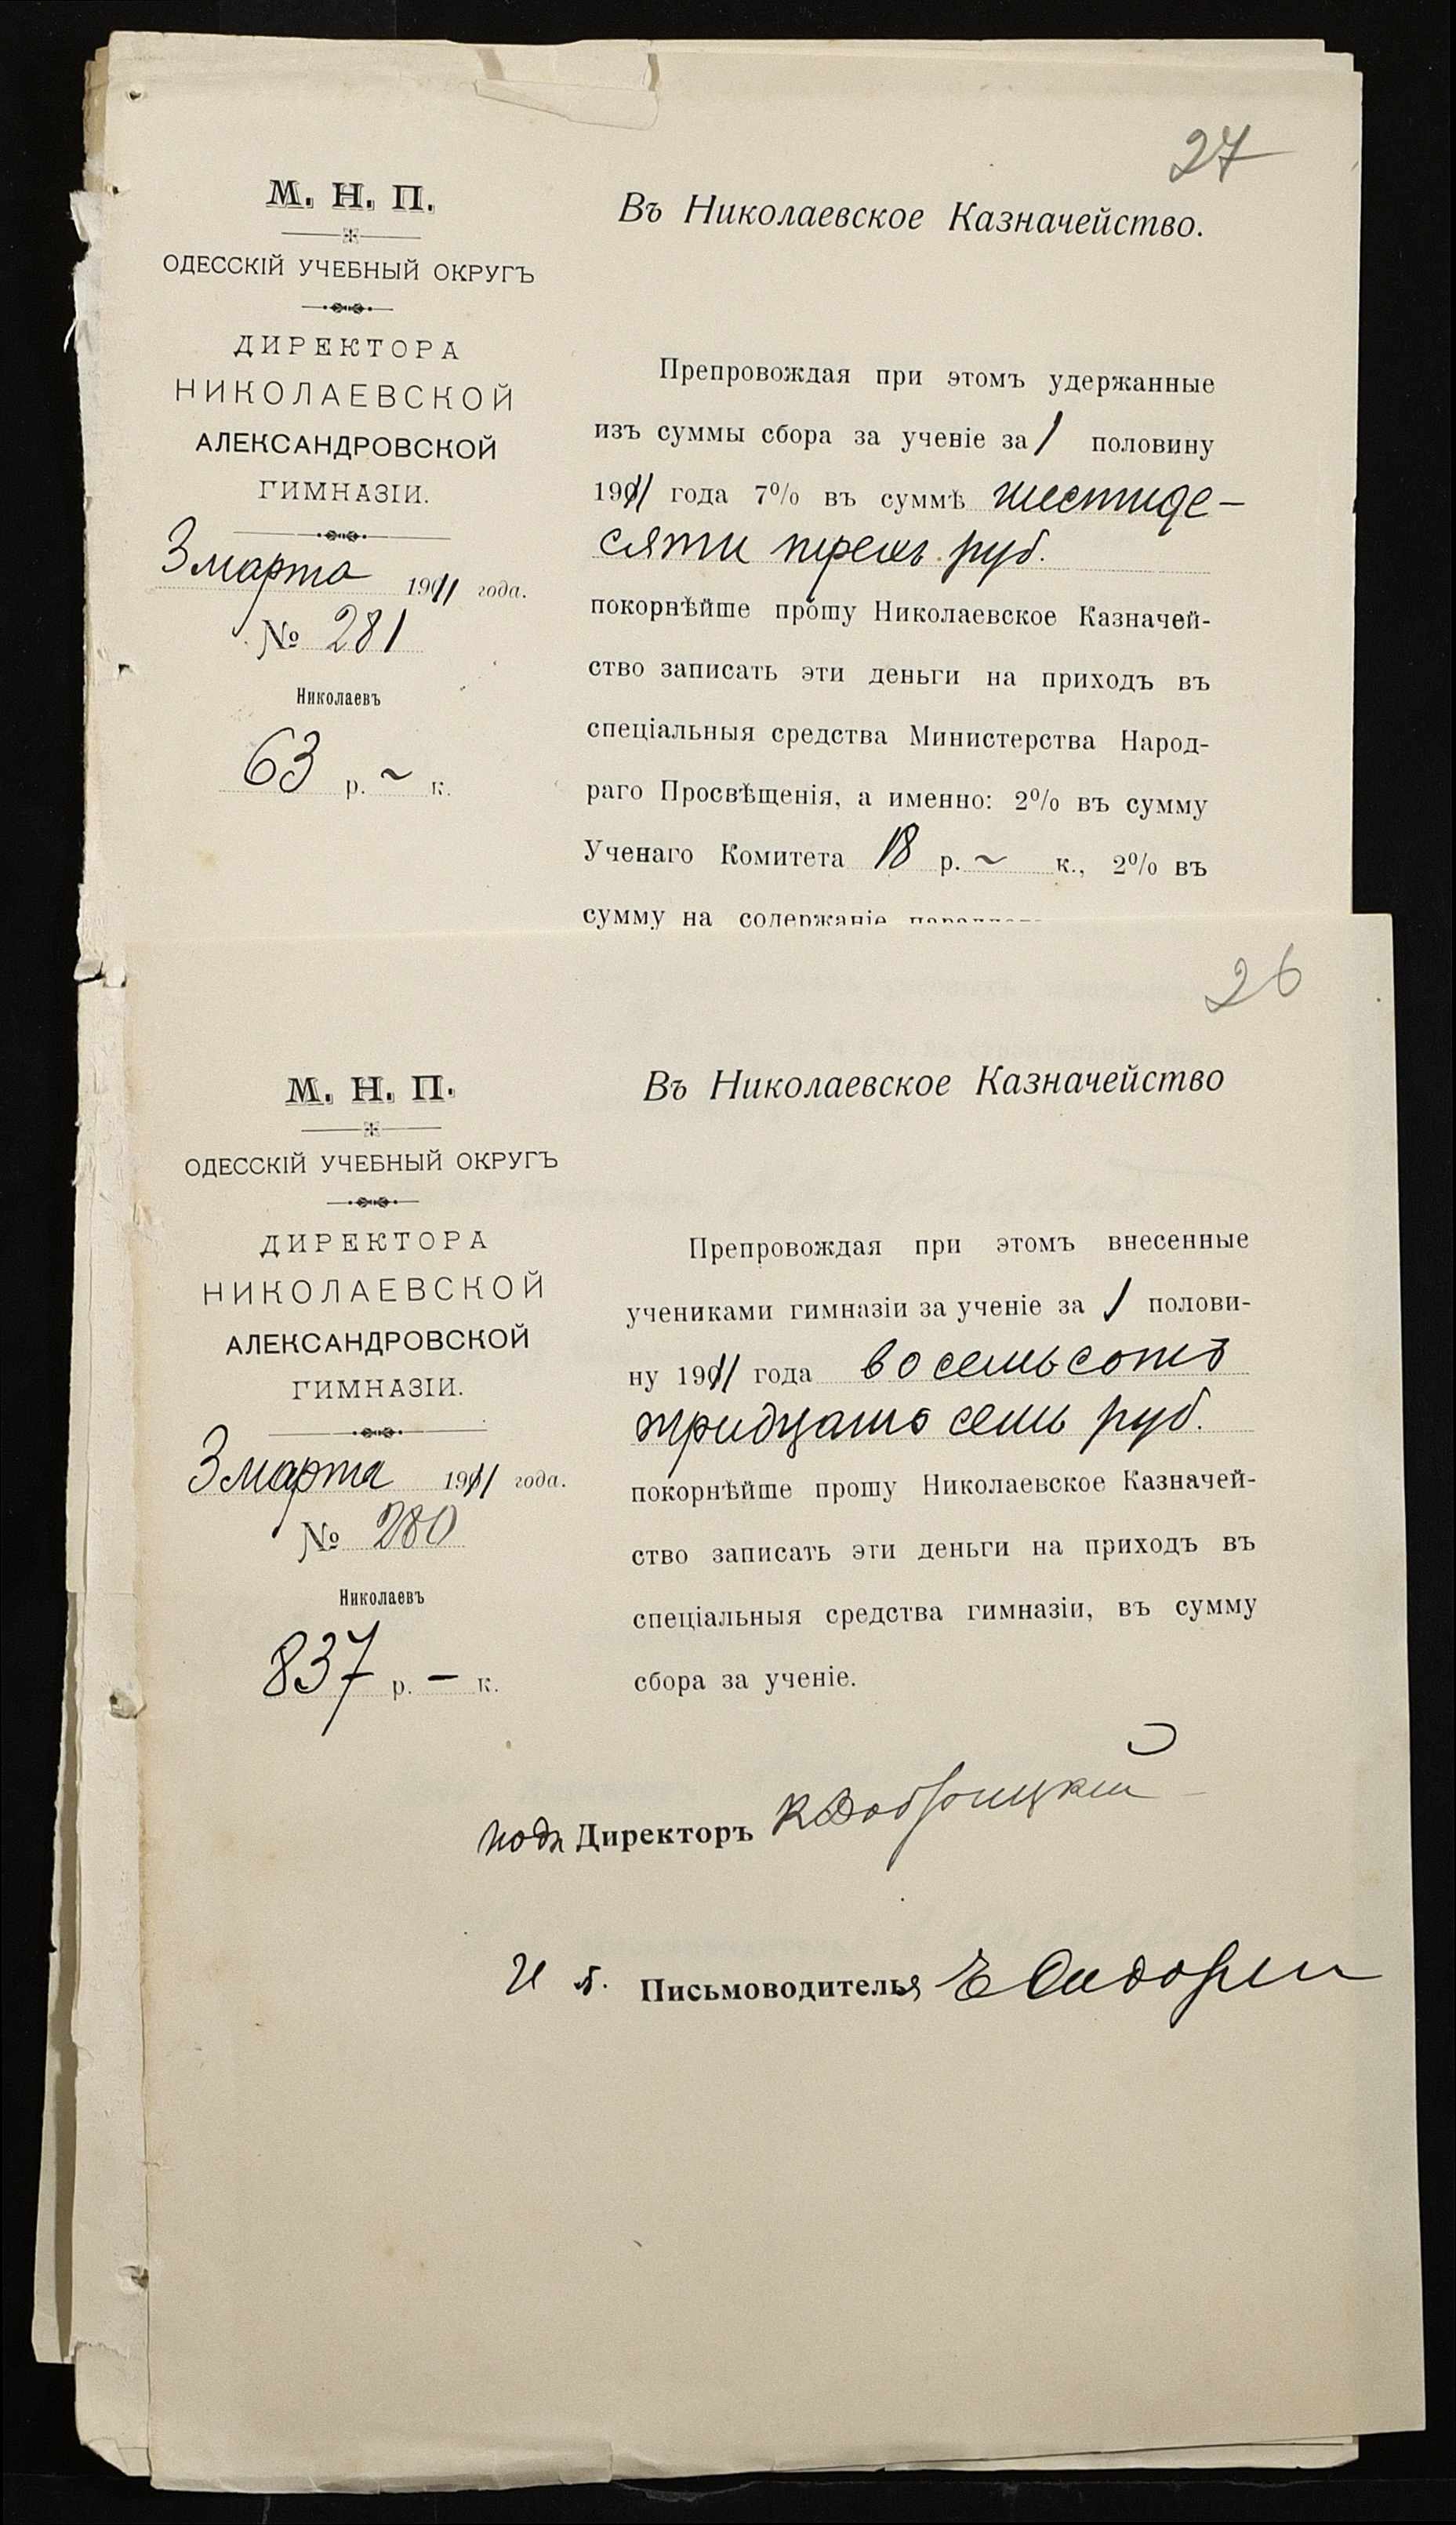 27
М. Н. П.
ОДЕССКІЙ УЧЕБНЫЙ ОКРУГЪ
ДИРЕКТОРА
НИКОЛАЕВСКОЙ
АЛЕКСАНДРОВСКОЙ
ГИМНАЗІИ.
3 марта 1911 года.
№ 281
Николаевъ
63 р. ~ к.
Въ Николаевское Казначейство.
Препровождая при этомъ удержанные
изъ суммы сбора за ученіе за 1 половину
1911 года 7% въ суммѣ шестиде-
сяти трехъ руб.
покорнѣйше прошу Николаевское Казначей-
ство записать эти деньги на приходъ въ
спеціальныя средства Министерства Народ-
раго Просвѣщенія, а именно: 2% въ сумму
Ученаго Комитета 18 р. ~ к., 2% въ
сумму на содержаніе
26
М. Н. П.
ОДЕССКІЙ УЧЕБНЫЙ ОКРУГЪ
ДИРЕКТОРА
НИКОЛАЕВСКОЙ
АЛЕКСАНДРОВСКОЙ
ГИМНАЗІИ.
3 марта 1911 года.
№ 280
Николаевъ
837 р. — к.
Въ Николаевское Казначейство
Препровождая при этомъ внесенные
учениками гимназіи за ученіе за 1 полови-
ну 1911 года восемьсотъ
тридцать семь руб.
покорнѣйше прошу Николаевское Казначей-
ство записать эти деньги на приходъ въ
спеціальныя средства гимназіи, въ сумму
сбора за ученіе.
подп Директоръ
Письмоводителя